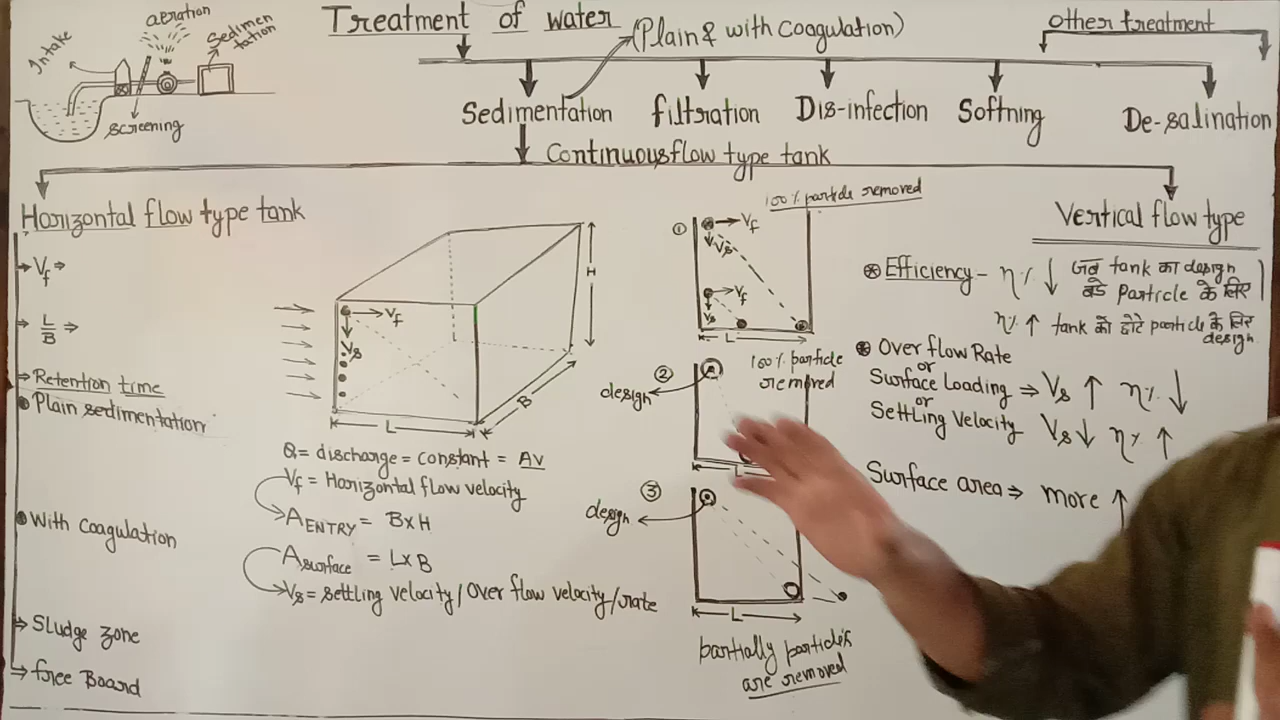 Treatment of water
(Plain & with Coagulation)
other treatment
aeration
Sedimen
tation
Intake
screening
Sedimentation
filtration
Dis-infection
Softning
De-salination
Continuousflow type tank
Horizontal flow type tank
Vertical flow type
→ Vf ⇒
→ L/B ⇒
→ Retention time
Plain sedimentation
With Coagulation
→ Sludge zone
→ free Board
Vf
Vs
H
B
L
Q = discharge = constant = AV
Vf = Horizontal flow velocity
AENTRY = B×H
Asurface = L×B
Vs = settling velocity/Over flow velocity/rate
100% particle removed
①
Vf
Vs
Vf
Vs
L
②
100% particle
removed
design
L
③
design
L
partially particles
are removed
Efficiency - η% ↓ जब tank का design
बडे Particle के लिए
η% ↑ tank को छोटे particle के लिए
design
Over flow Rate
or
Surface Loading ⇒ Vs ↑ η% ↓
or
Settling Velocity Vs ↓ η% ↑
Surface area ⇒ more ↑